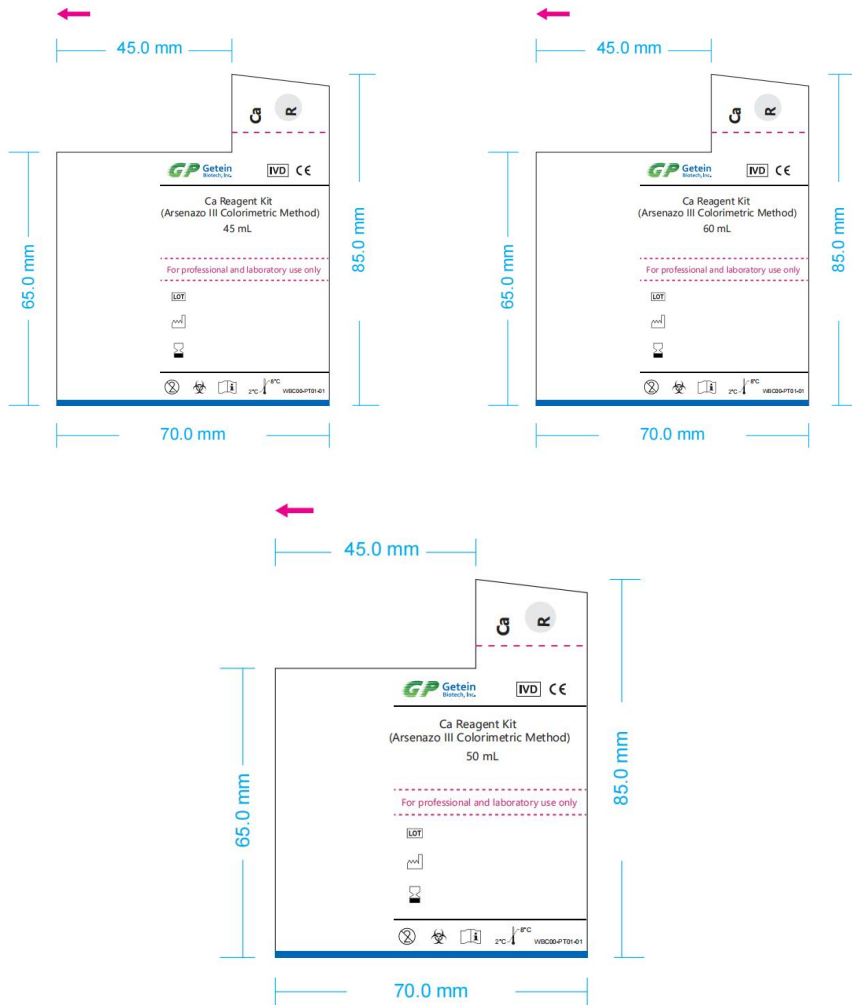 45.0 mm
Ca
R
GP Getein
Biotech, Inc.
IVD CE
Ca Reagent Kit
(Arsenazo III Colorimetric Method)
45 mL
For professional and laboratory use only
LOT
2°C 8°C WBC00-PT01-01
65.0 mm
85.0 mm
70.0 mm
45.0 mm
Ca
R
GP Getein
Biotech, Inc.
IVD CE
Ca Reagent Kit
(Arsenazo III Colorimetric Method)
60 mL
For professional and laboratory use only
LOT
2°C 8°C WBC00-PT01-01
65.0 mm
85.0 mm
70.0 mm
45.0 mm
Ca
R
GP Getein
Biotech, Inc.
IVD CE
Ca Reagent Kit
(Arsenazo III Colorimetric Method)
50 mL
For professional and laboratory use only
LOT
2°C 8°C WBC00-PT01-01
65.0 mm
85.0 mm
70.0 mm